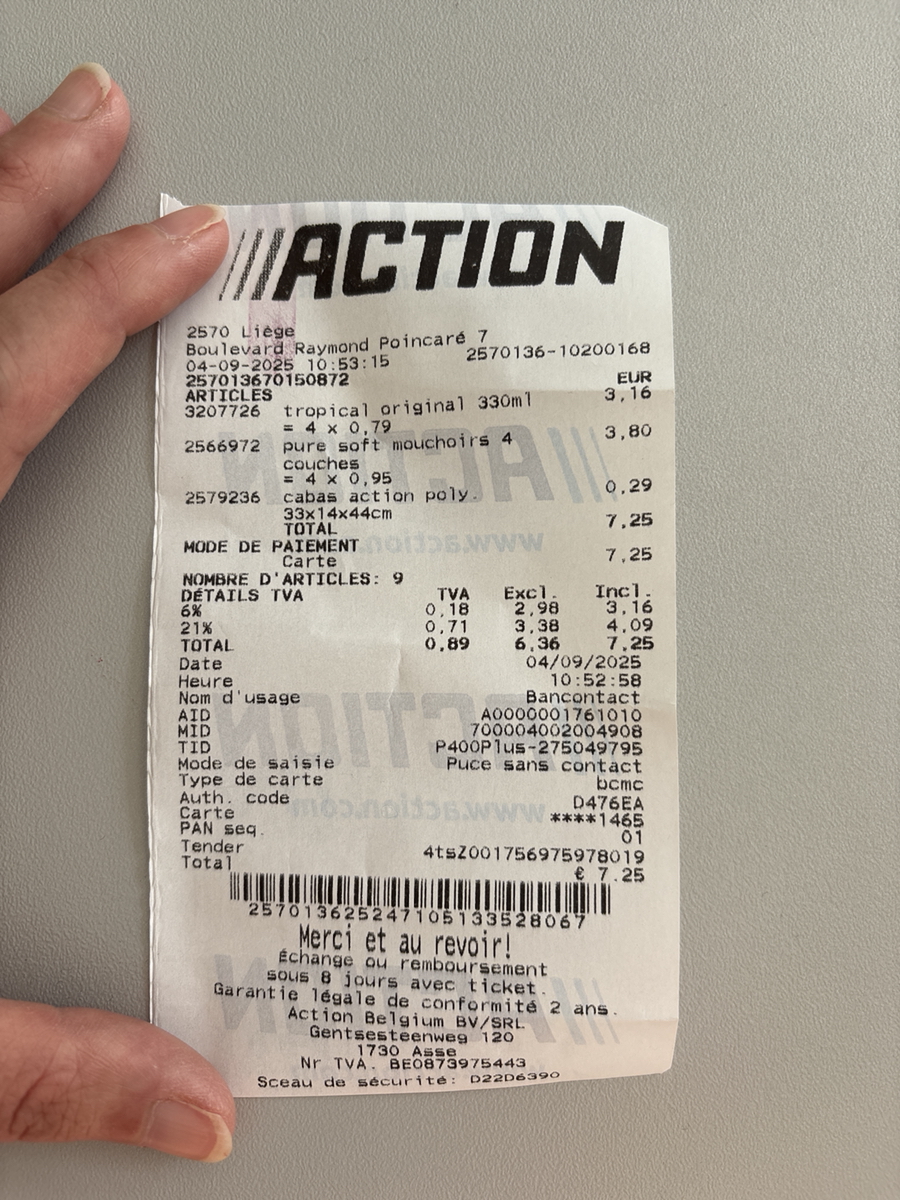 ACTION
2570 Liège
Boulevard Raymond Poincaré 7
04-09-2025 10:53:15 2570136-10200168
257013670150872
ARTICLES EUR
3207726 tropical original 330ml 3,16
= 4 x 0,79
2566972 pure soft mouchoirs 4 3,80
couches
= 4 x 0,95
2579236 cabas action poly. 0,29
33x14x44cm
TOTAL 7,25
MODE DE PAIEMENT
Carte 7,25
NOMBRE D'ARTICLES: 9
DÉTAILS TVA TVA Excl. Incl.
6% 0,18 2,98 3,16
21% 0,71 3,38 4,09
TOTAL 0,89 6,36 7,25
Date 04/09/2025
Heure 10:52:58
Nom d'usage Bancontact
AID A0000001761010
MID 700004002004908
TID P400Plus-275049795
Mode de saisie Puce sans contact
Type de carte bcmc
Auth. code D476EA
Carte ****1465
PAN seq. 01
Tender 4tsZ001756975978019
Total € 7.25
257013625247105133528067
Merci et au revoir!
Échange ou remboursement
sous 8 jours avec ticket.
Garantie légale de conformité 2 ans.
Action Belgium BV/SRL
Gentsesteenweg 120
1730 Asse
Nr TVA. BE0873975443
Sceau de sécurité: D22D6390